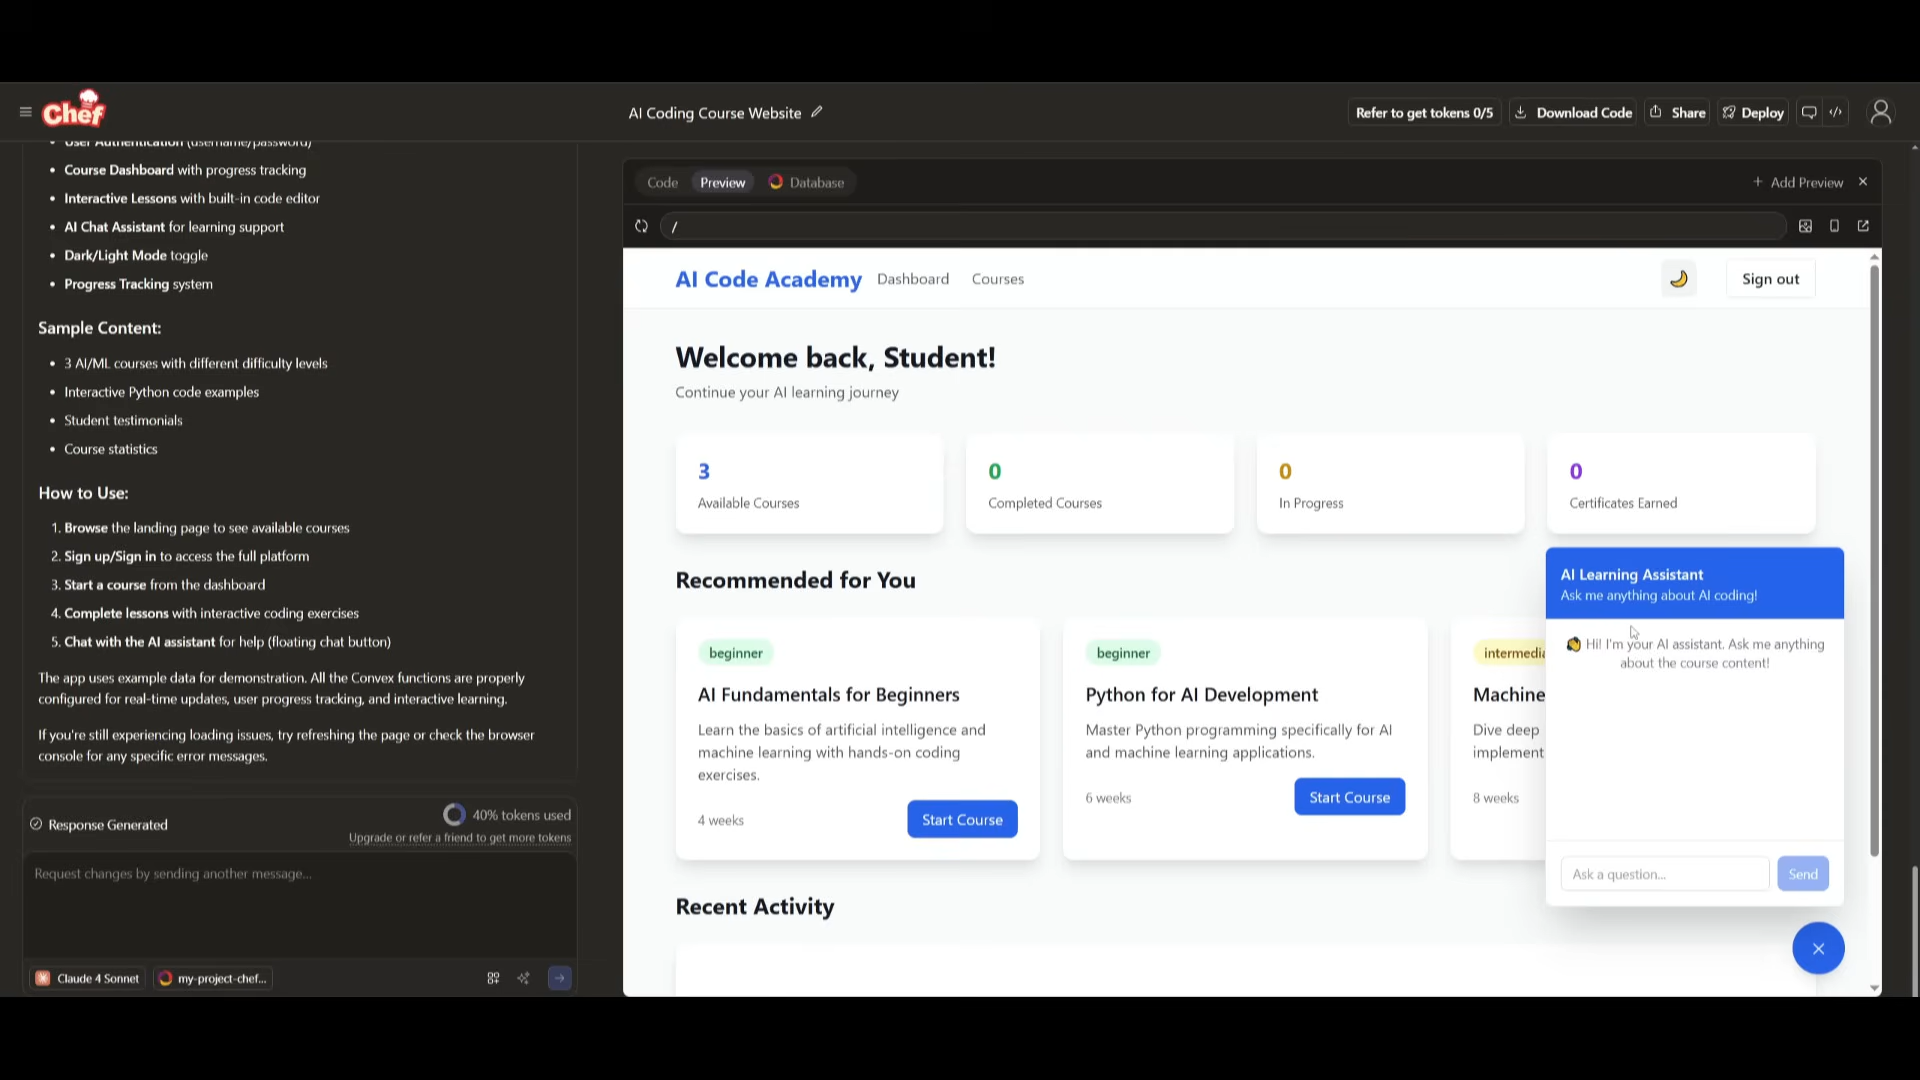 Chef
AI Coding Course Website
Refer to get tokens 0/5
Download Code
Share
Deploy
• User Authentication (username/password)
• Course Dashboard with progress tracking
• Interactive Lessons with built-in code editor
• AI Chat Assistant for learning support
• Dark/Light Mode toggle
• Progress Tracking system
Sample Content:
• 3 AI/ML courses with different difficulty levels
• Interactive Python code examples
• Student testimonials
• Course statistics
How to Use:
1. Browse the landing page to see available courses
2. Sign up/Sign in to access the full platform
3. Start a course from the dashboard
4. Complete lessons with interactive coding exercises
5. Chat with the AI assistant for help (floating chat button)
The app uses example data for demonstration. All the Convex functions are properly
configured for real-time updates, user progress tracking, and interactive learning.
If you're still experiencing loading issues, try refreshing the page or check the browser
console for any specific error messages.
Response Generated
40% tokens used
Upgrade or refer a friend to get more tokens
Request changes by sending another message...
Claude 4 Sonnet
my-project-chef...
Code
Preview
Database
+ Add Preview
/
AI Code Academy
Dashboard
Courses
Sign out
Welcome back, Student!
Continue your AI learning journey
3
Available Courses
0
Completed Courses
0
In Progress
0
Certificates Earned
Recommended for You
beginner
AI Fundamentals for Beginners
Learn the basics of artificial intelligence and
machine learning with hands-on coding
exercises.
4 weeks
Start Course
beginner
Python for AI Development
Master Python programming specifically for AI
and machine learning applications.
6 weeks
Start Course
intermedia
Machine
Dive deep
implement
8 weeks
Recent Activity
AI Learning Assistant
Ask me anything about AI coding!
👋 Hi! I'm your AI assistant. Ask me anything
about the course content!
Ask a question...
Send